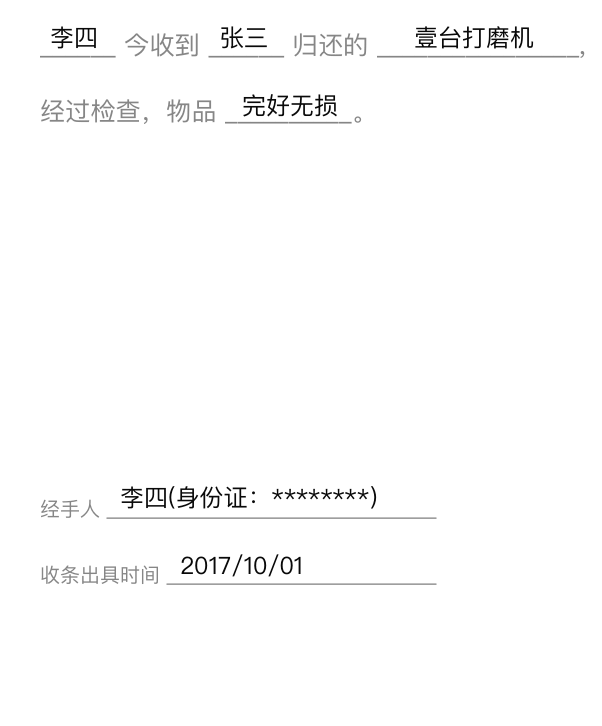 李四 今收到 张三 归还的 壹台打磨机,
经过检查，物品 完好无损 。
经手人 李四(身份证：********)
收条出具时间 2017/10/01